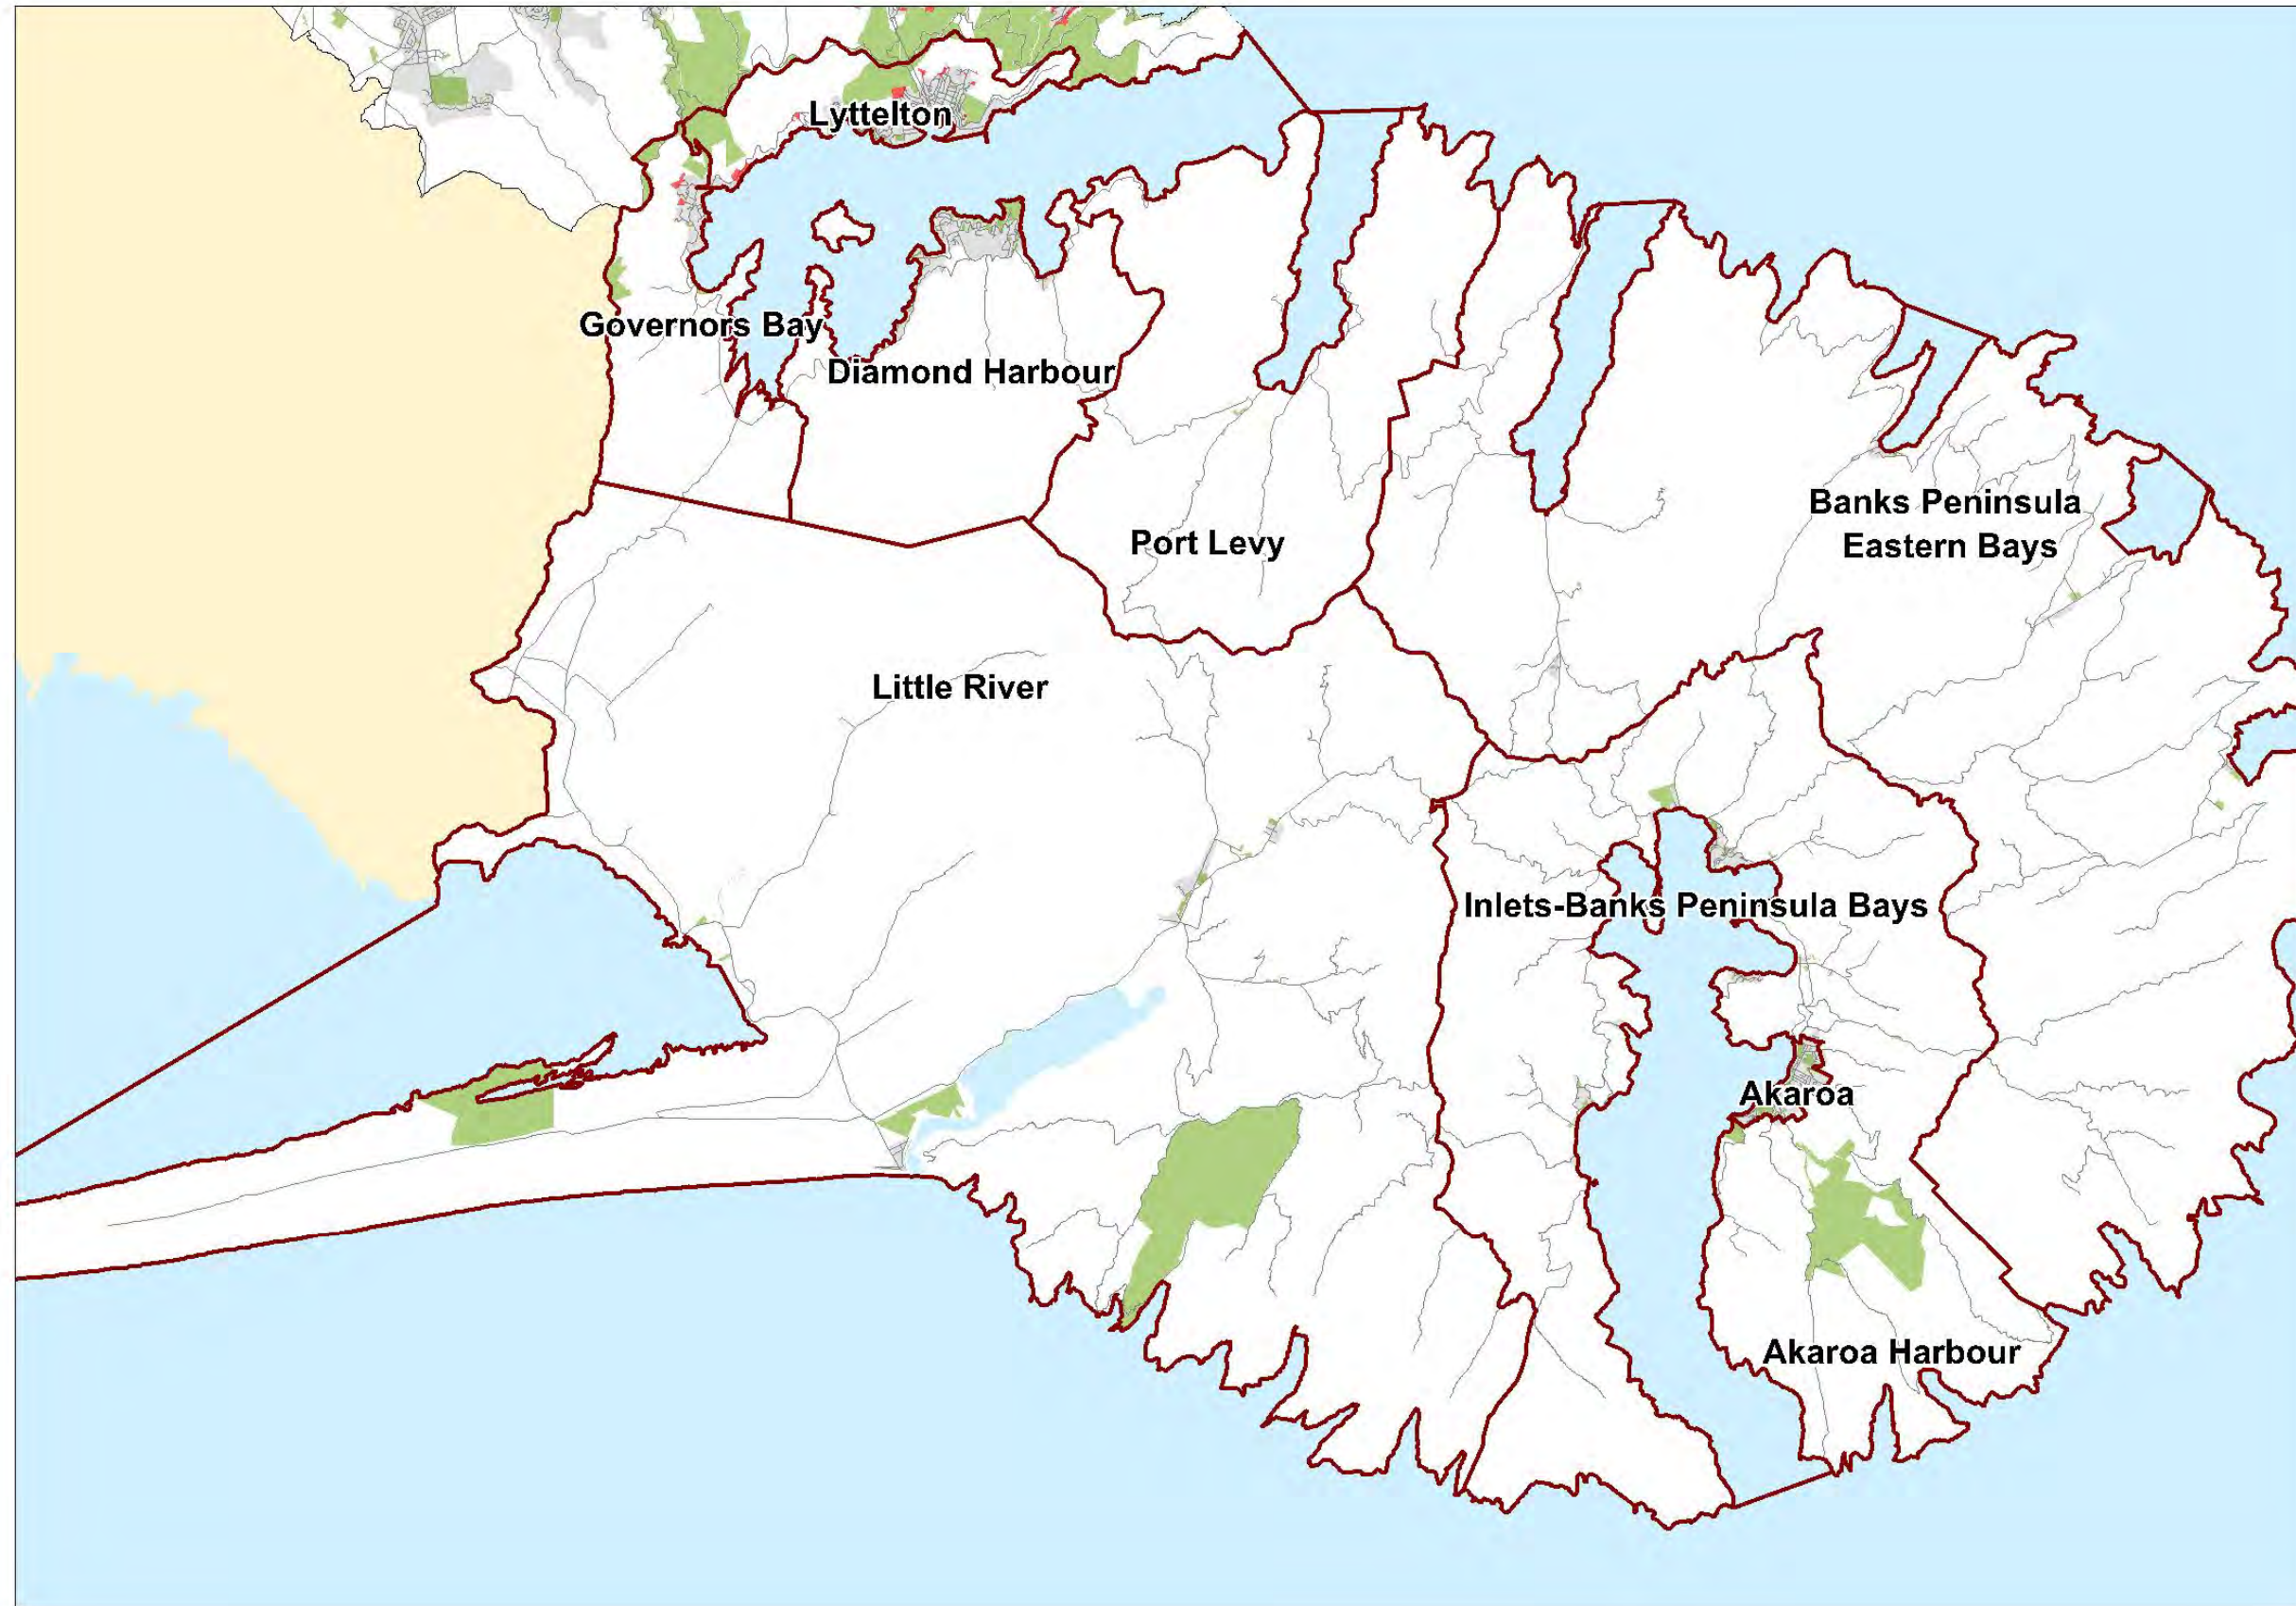 Lyttelton
Governors Bay
Diamond Harbour
Banks Peninsula
Eastern Bays
Port Levy
Little River
Inlets-Banks Peninsula Bays
Akaroa
Akaroa Harbour